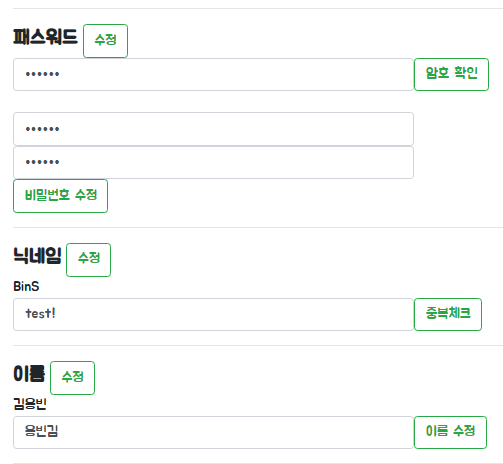 패스워드 수정
•••••• 암호 확인
••••••
••••••
비밀번호 수정
닉네임 수정
BinS
test! 중복체크
이름 수정
김용빈
용빈김 이름 수정